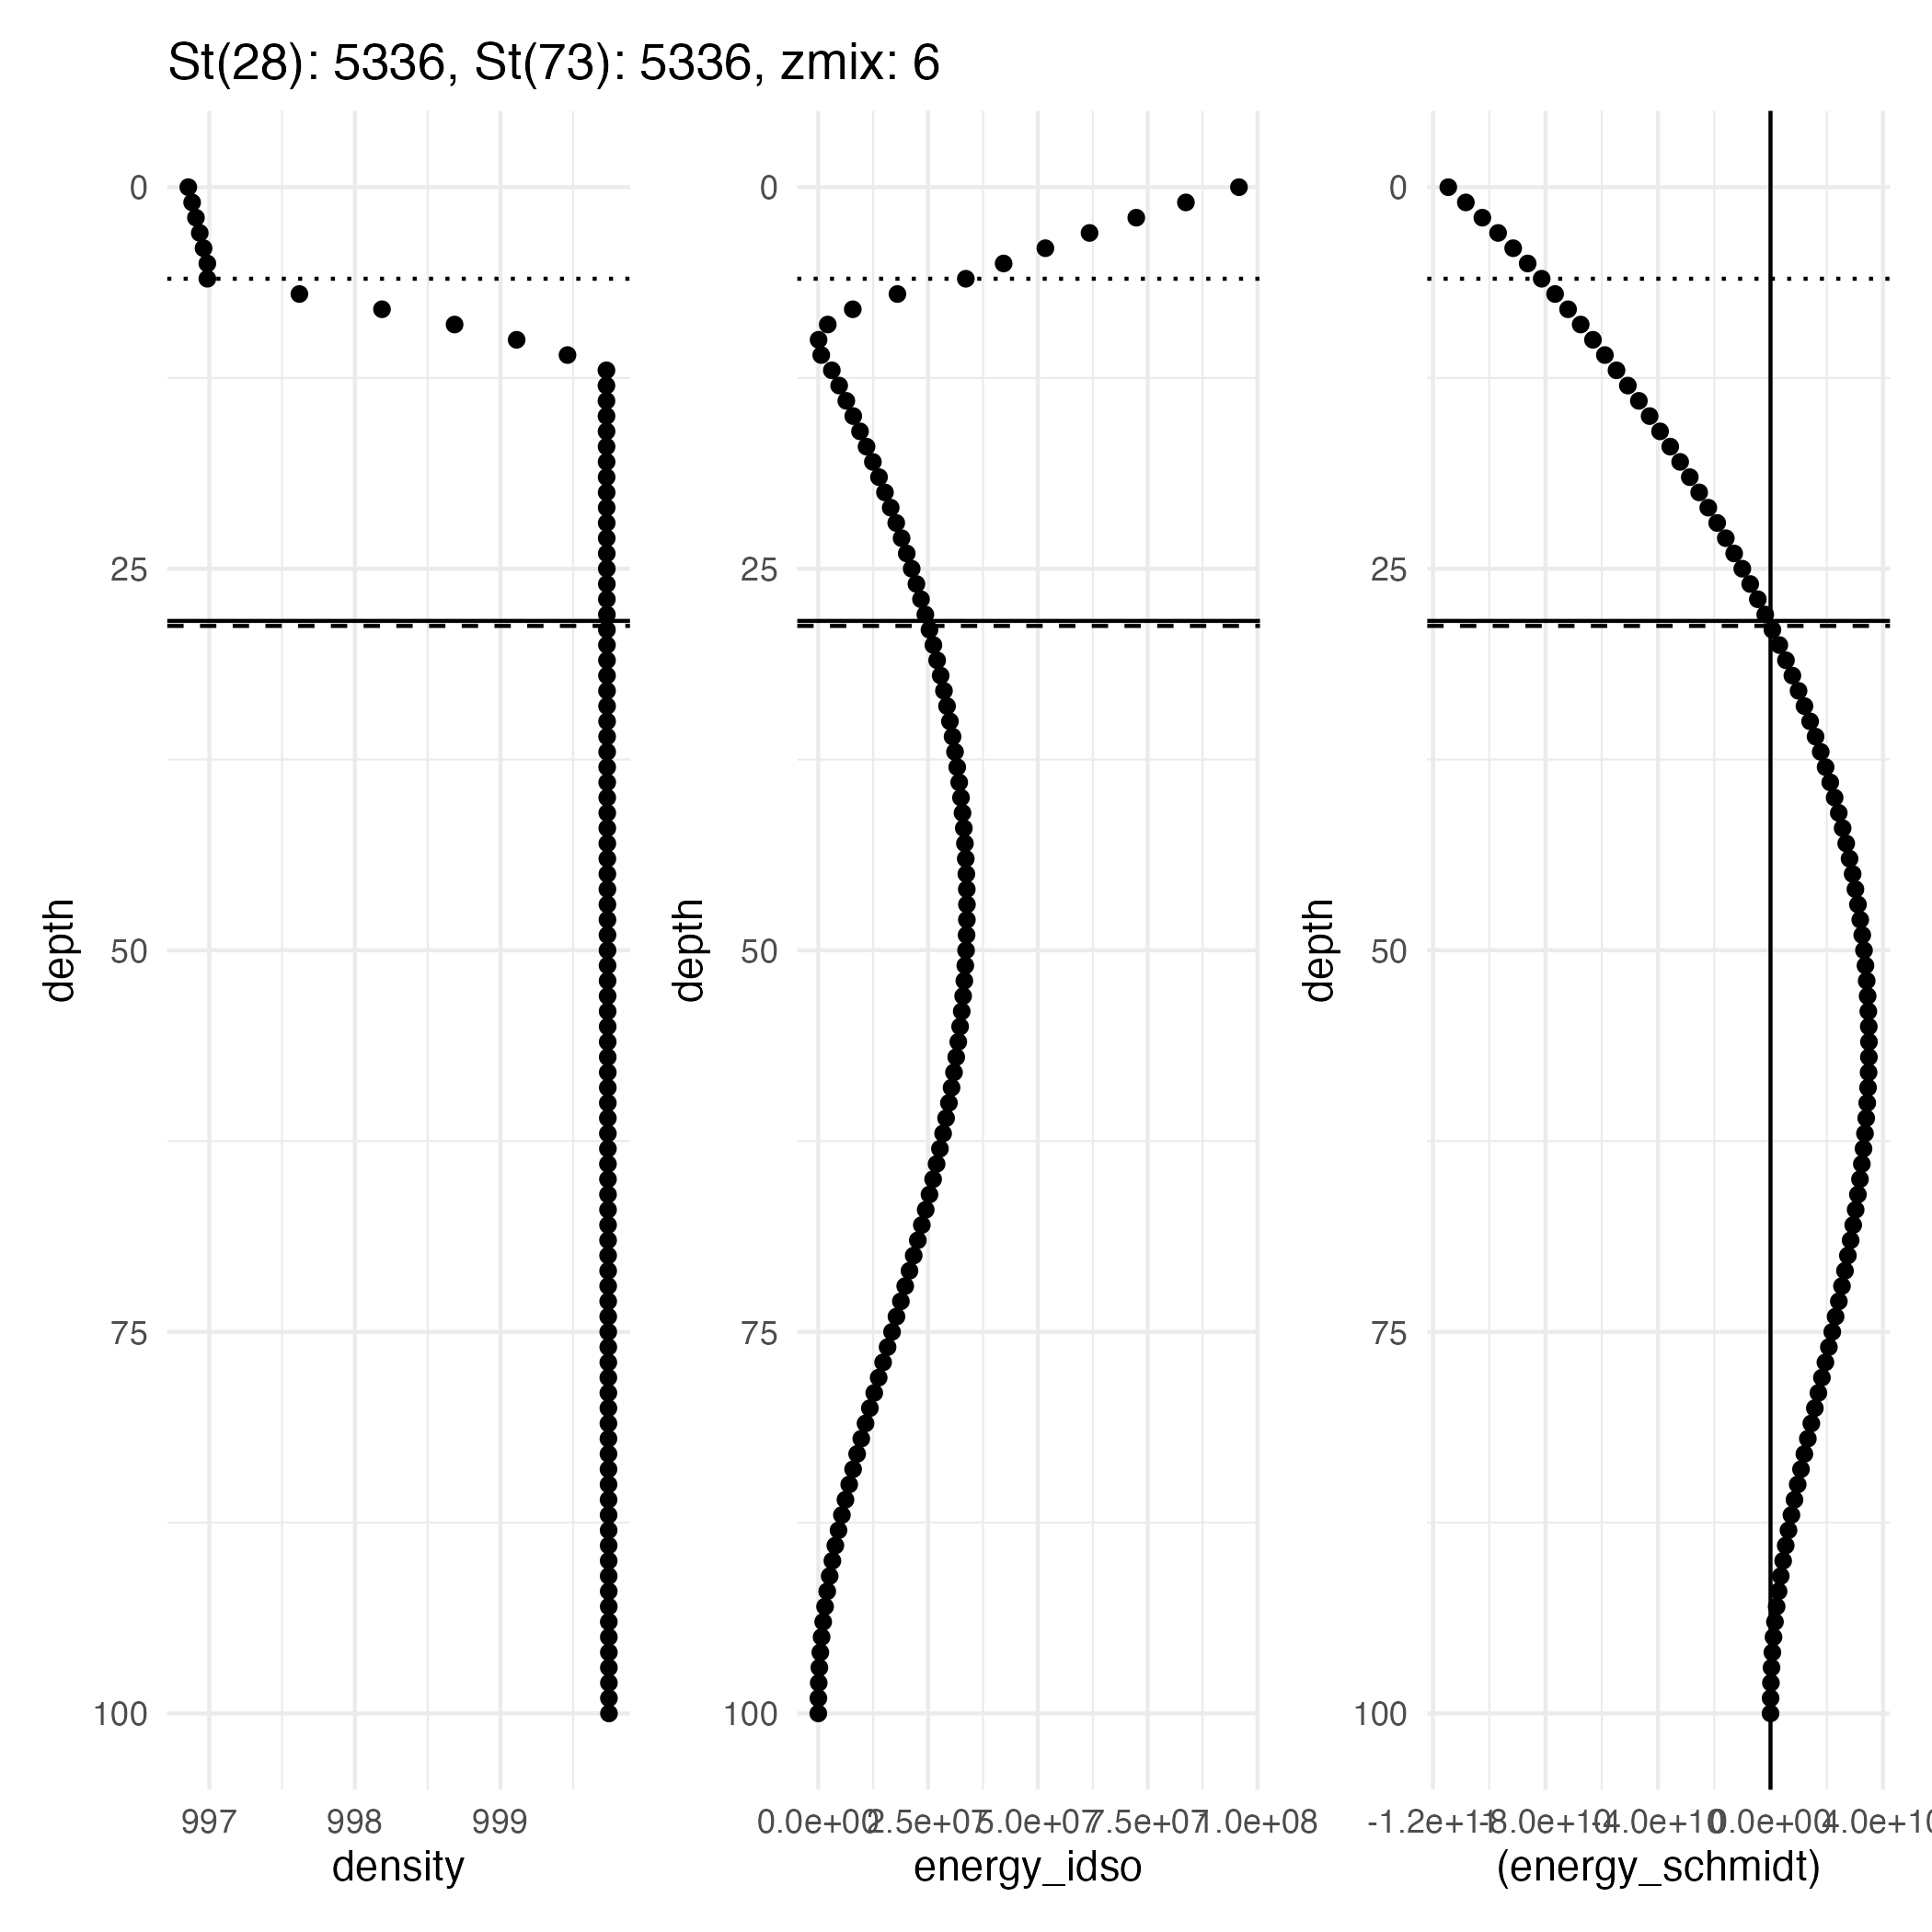 St(28): 5336, St(73): 5336, zmix: 6
0
25
50
75
100
depth
997 998 999
density
0
25
50
75
100
depth
0.0e+00 2.5e+07 5.0e+07 7.5e+07 1.0e+08
energy_idso
0
25
50
75
100
depth
-1.2e+11 -8.0e+10 -4.0e+10 0.0e+00 4.0e+10
(energy_schmidt)